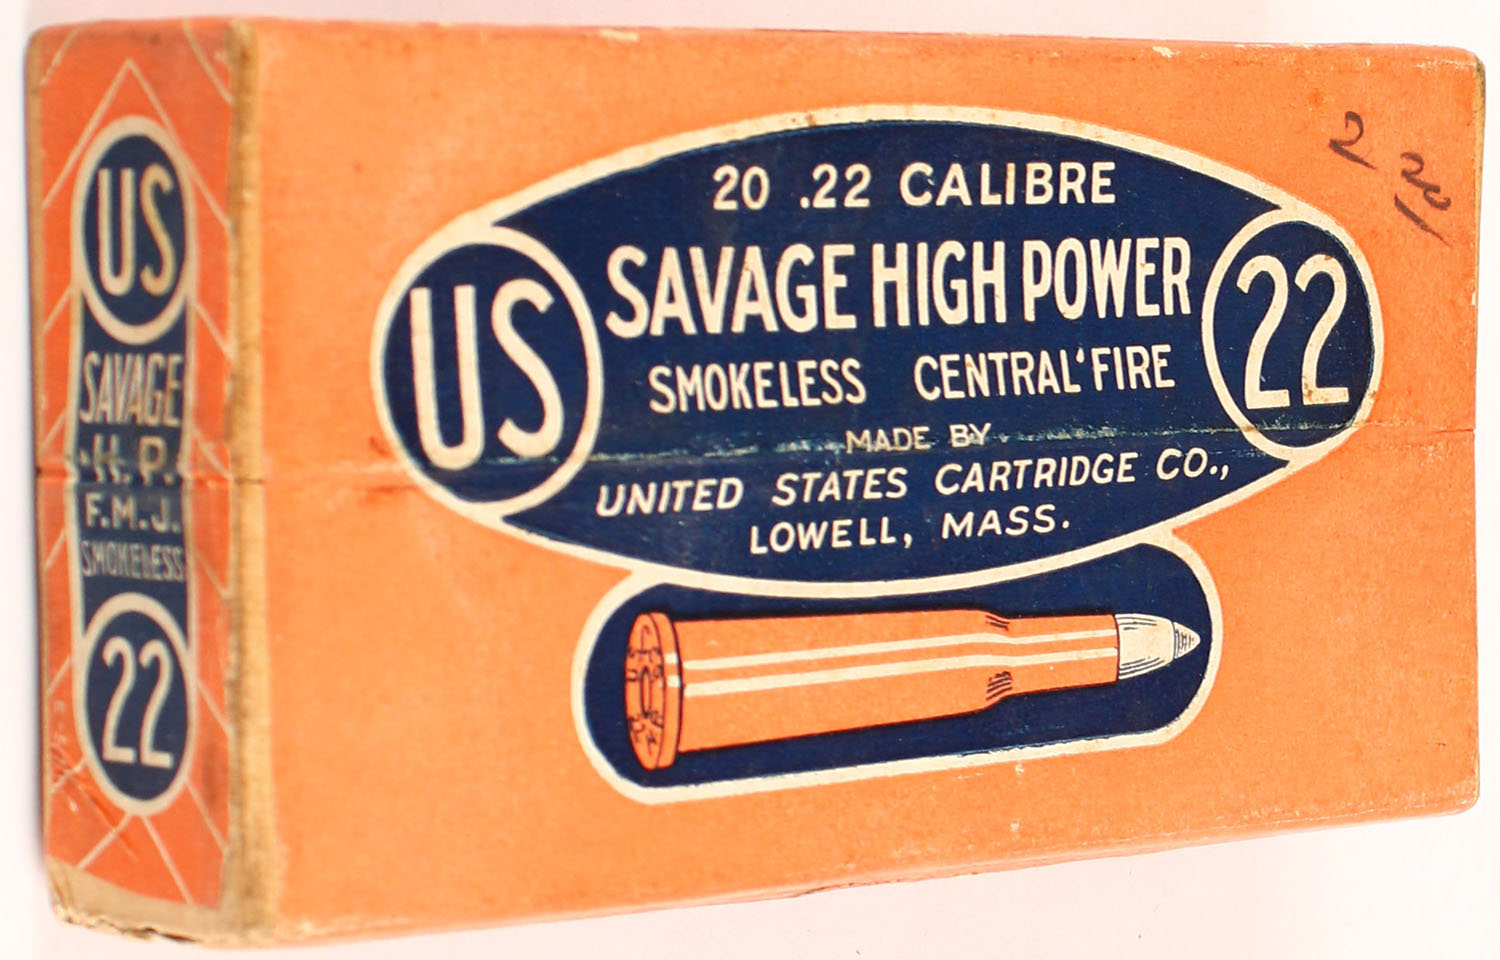 US
SAVAGE
H.P.
F.M.J.
SMOKELESS
22
20 .22 CALIBRE
US
SAVAGE HIGH POWER
22
SMOKELESS CENTRAL FIRE
MADE BY
UNITED STATES CARTRIDGE CO.,
LOWELL, MASS.